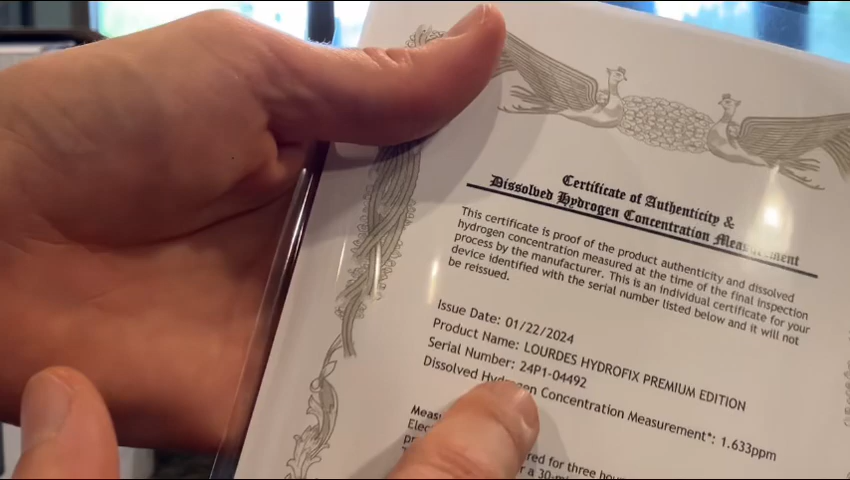 Certificate of Authenticity &
Dissolved Hydrogen Concentration Measurement
This certificate is proof of the product authenticity and dissolved
hydrogen concentration measured at the time of the final inspection
process by the manufacturer. This is an individual certificate for your
device identified with the serial number listed below and it will not
be reissued.
Issue Date: 01/22/2024
Product Name: LOURDES HYDROFIX PREMIUM EDITION
Serial Number: 24P1-04492
Dissolved Hydrogen Concentration Measurement*: 1.633ppm
for three